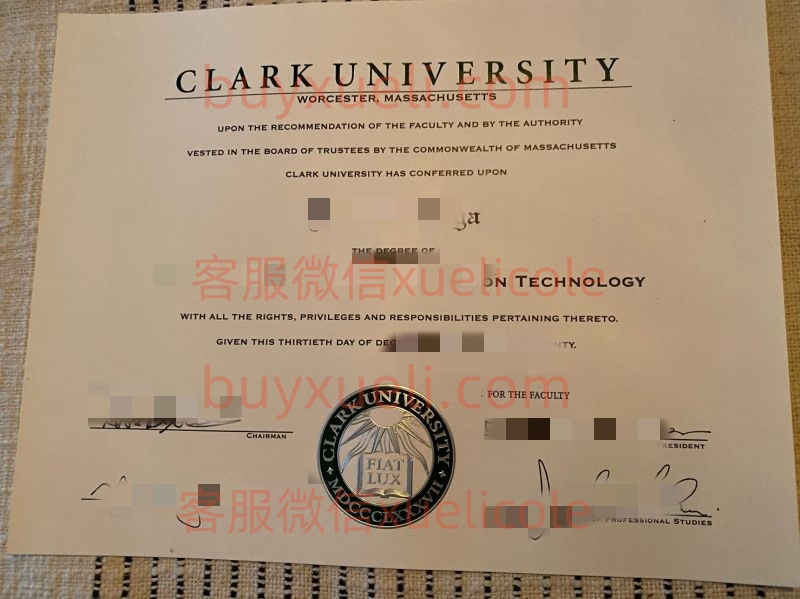 CLARK UNIVERSITY
buyxueli.com
WORCESTER, MASSACHUSETTS
UPON THE RECOMMENDATION OF THE FACULTY AND BY THE AUTHORITY
VESTED IN THE BOARD OF TRUSTEES BY THE COMMONWEALTH OF MASSACHUSETTS
CLARK UNIVERSITY HAS CONFERRED UPON
THE DEGREE OF
客服微信xuelicole
ON TECHNOLOGY
WITH ALL THE RIGHTS, PRIVILEGES AND RESPONSIBILITIES PERTAINING THERETO.
GIVEN THIS THIRTIETH DAY OF
buyxueli.com
FOR THE FACULTY
CHAIRMAN
CLARK UNIVERSITY
FIAT
LUX
MDCCCLXXXVII
客服微信xuelicole
PROFESSIONAL STUDIES